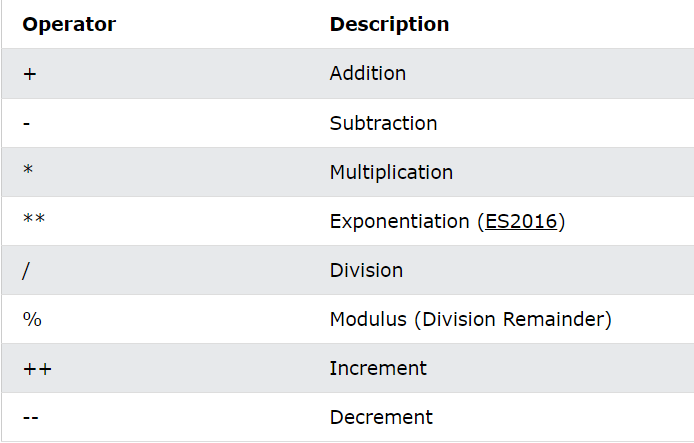 Operator Description
+ Addition
- Subtraction
* Multiplication
** Exponentiation (ES2016)
/ Division
% Modulus (Division Remainder)
++ Increment
-- Decrement